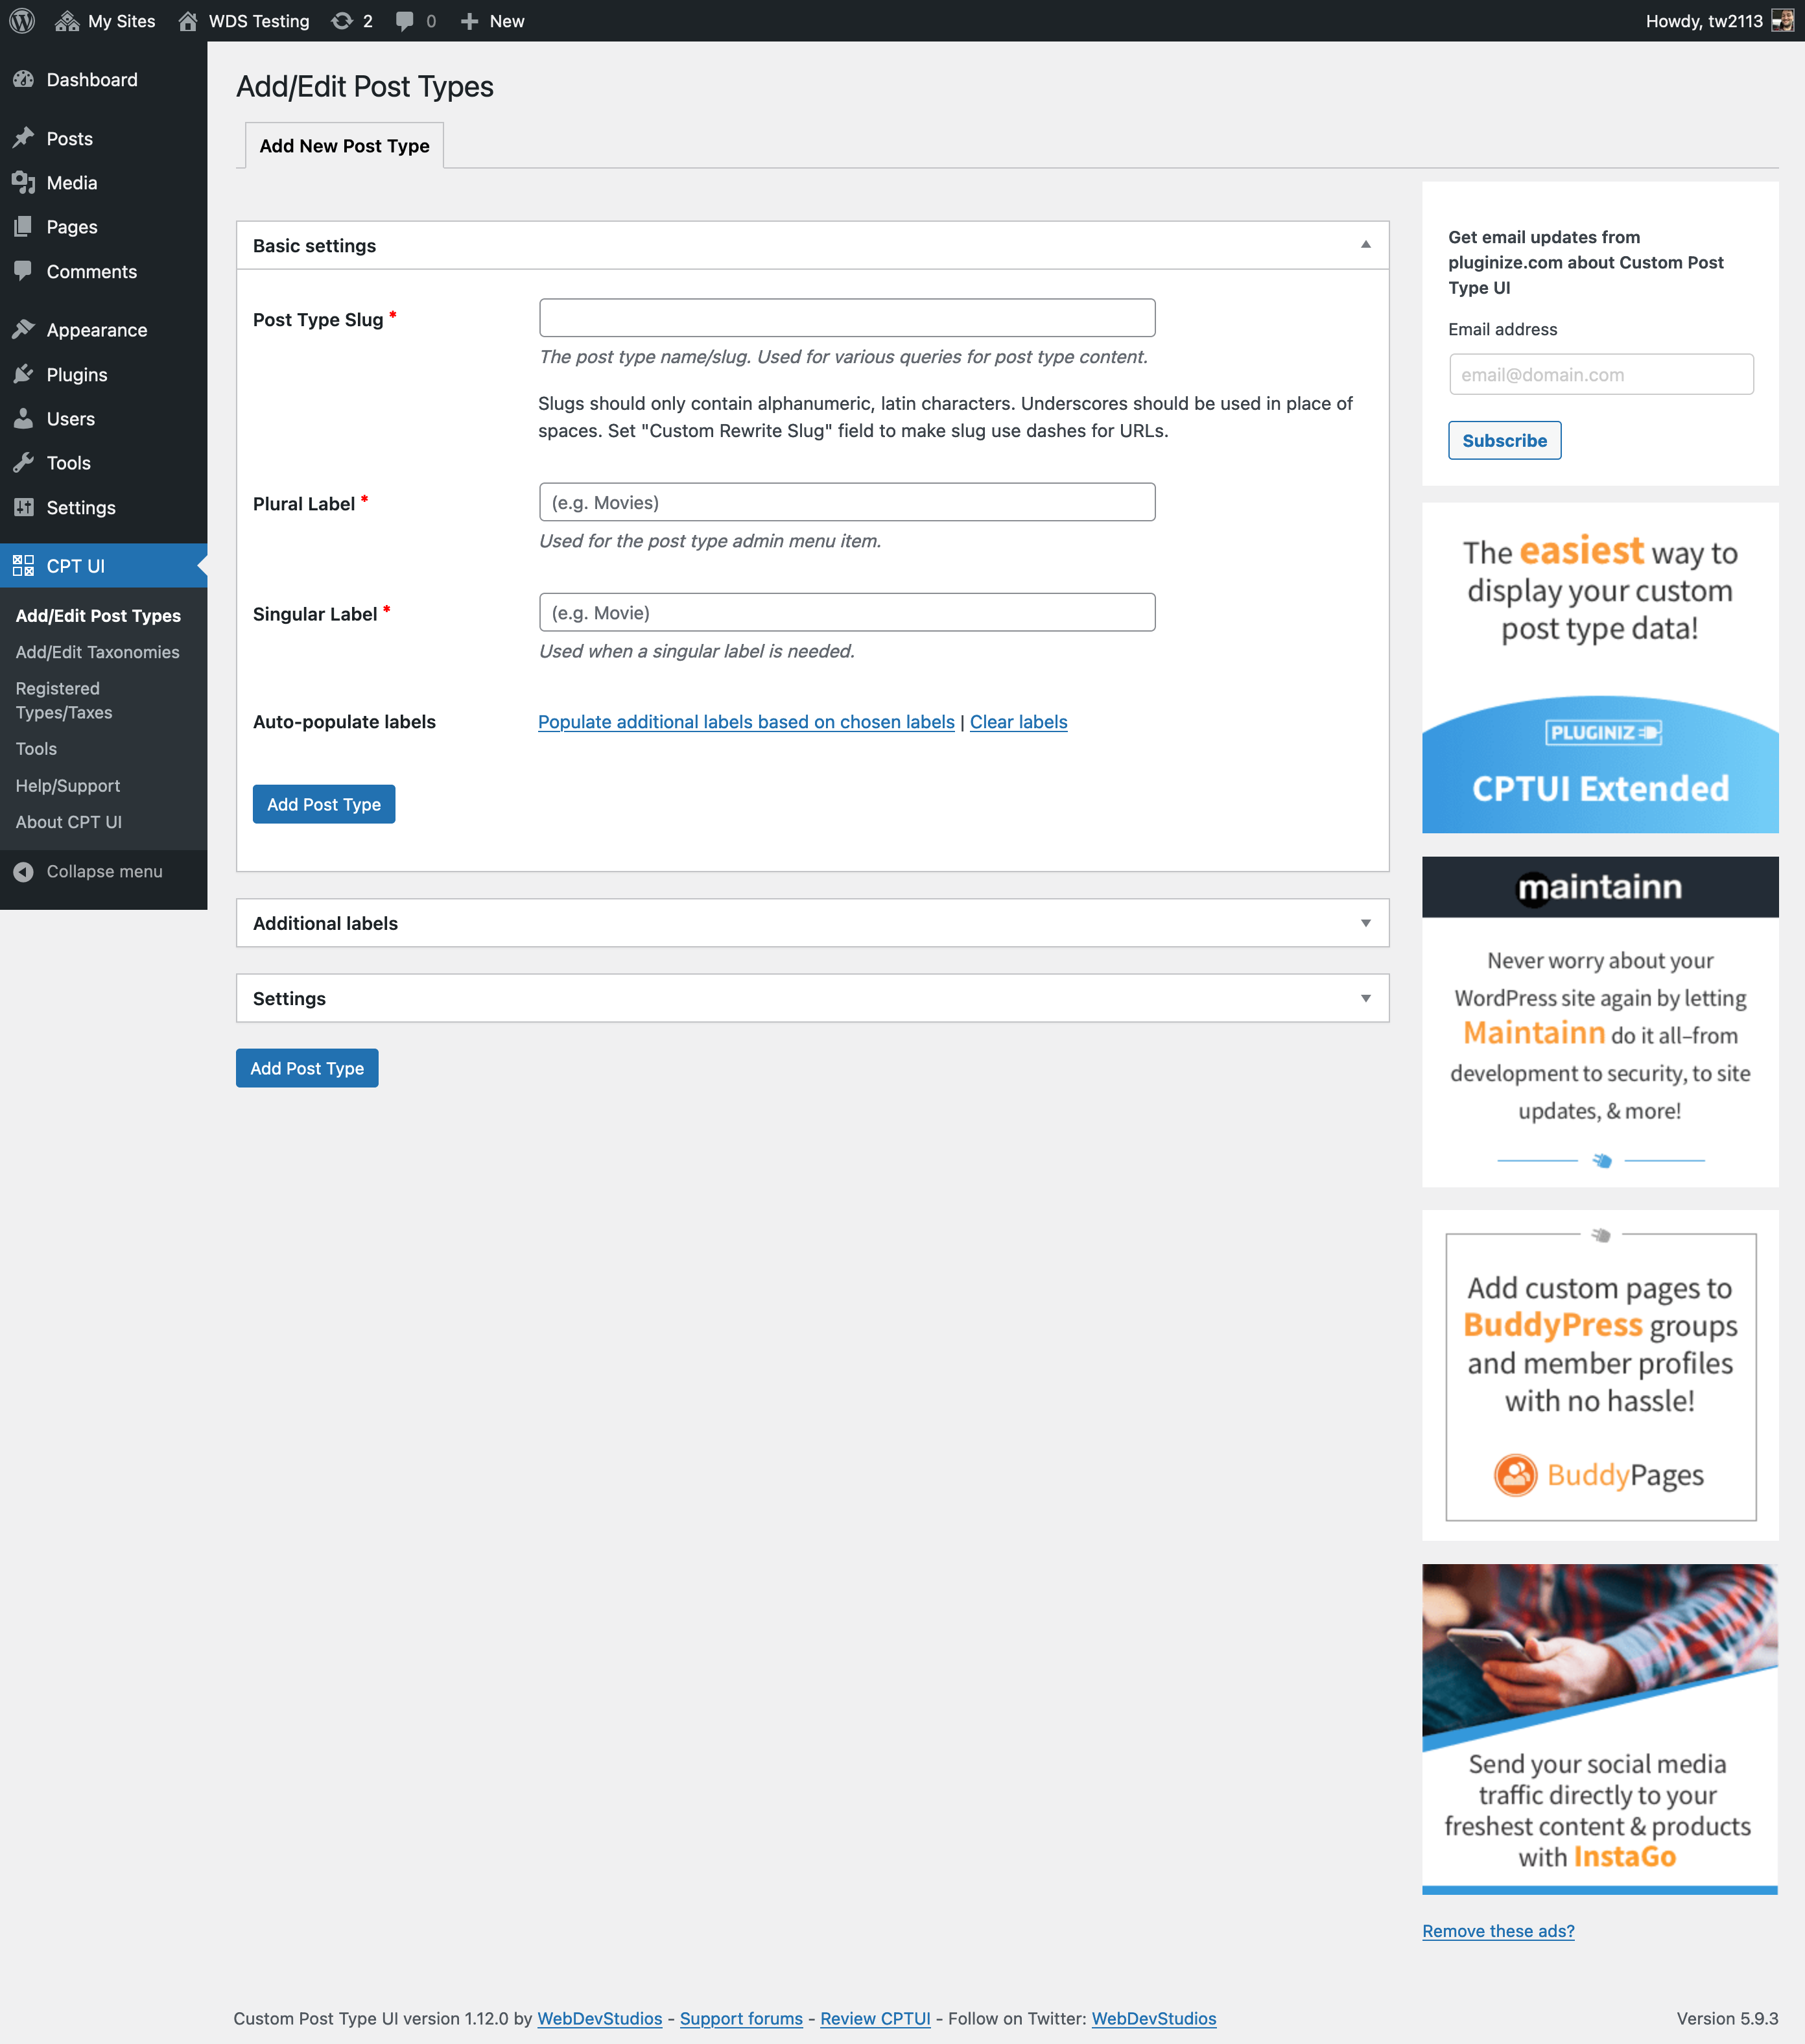 My Sites
WDS Testing
2
0
New
Howdy, tw2113
Dashboard
Posts
Media
Pages
Comments
Appearance
Plugins
Users
Tools
Settings
CPT UI
Add/Edit Post Types
Add/Edit Taxonomies
Registered
Types/Taxes
Tools
Help/Support
About CPT UI
Collapse menu
Add/Edit Post Types
Add New Post Type
Basic settings
Post Type Slug *
The post type name/slug. Used for various queries for post type content.
Slugs should only contain alphanumeric, latin characters. Underscores should be used in place of
spaces. Set "Custom Rewrite Slug" field to make slug use dashes for URLs.
Plural Label *
(e.g. Movies)
Used for the post type admin menu item.
Singular Label *
(e.g. Movie)
Used when a singular label is needed.
Auto-populate labels
Populate additional labels based on chosen labels | Clear labels
Add Post Type
Additional labels
Settings
Add Post Type
Get email updates from
pluginize.com about Custom Post
Type UI
Email address
email@domain.com
Subscribe
The easiest way to
display your custom
post type data!
PLUGINIZ
CPTUI Extended
maintainn
Never worry about your
WordPress site again by letting
Maintainn do it all–from
development to security, to site
updates, & more!
Add custom pages to
BuddyPress groups
and member profiles
with no hassle!
BuddyPages
Send your social media
traffic directly to your
freshest content & products
with InstaGo
Remove these ads?
Custom Post Type UI version 1.12.0 by WebDevStudios - Support forums - Review CPTUI - Follow on Twitter: WebDevStudios
Version 5.9.3